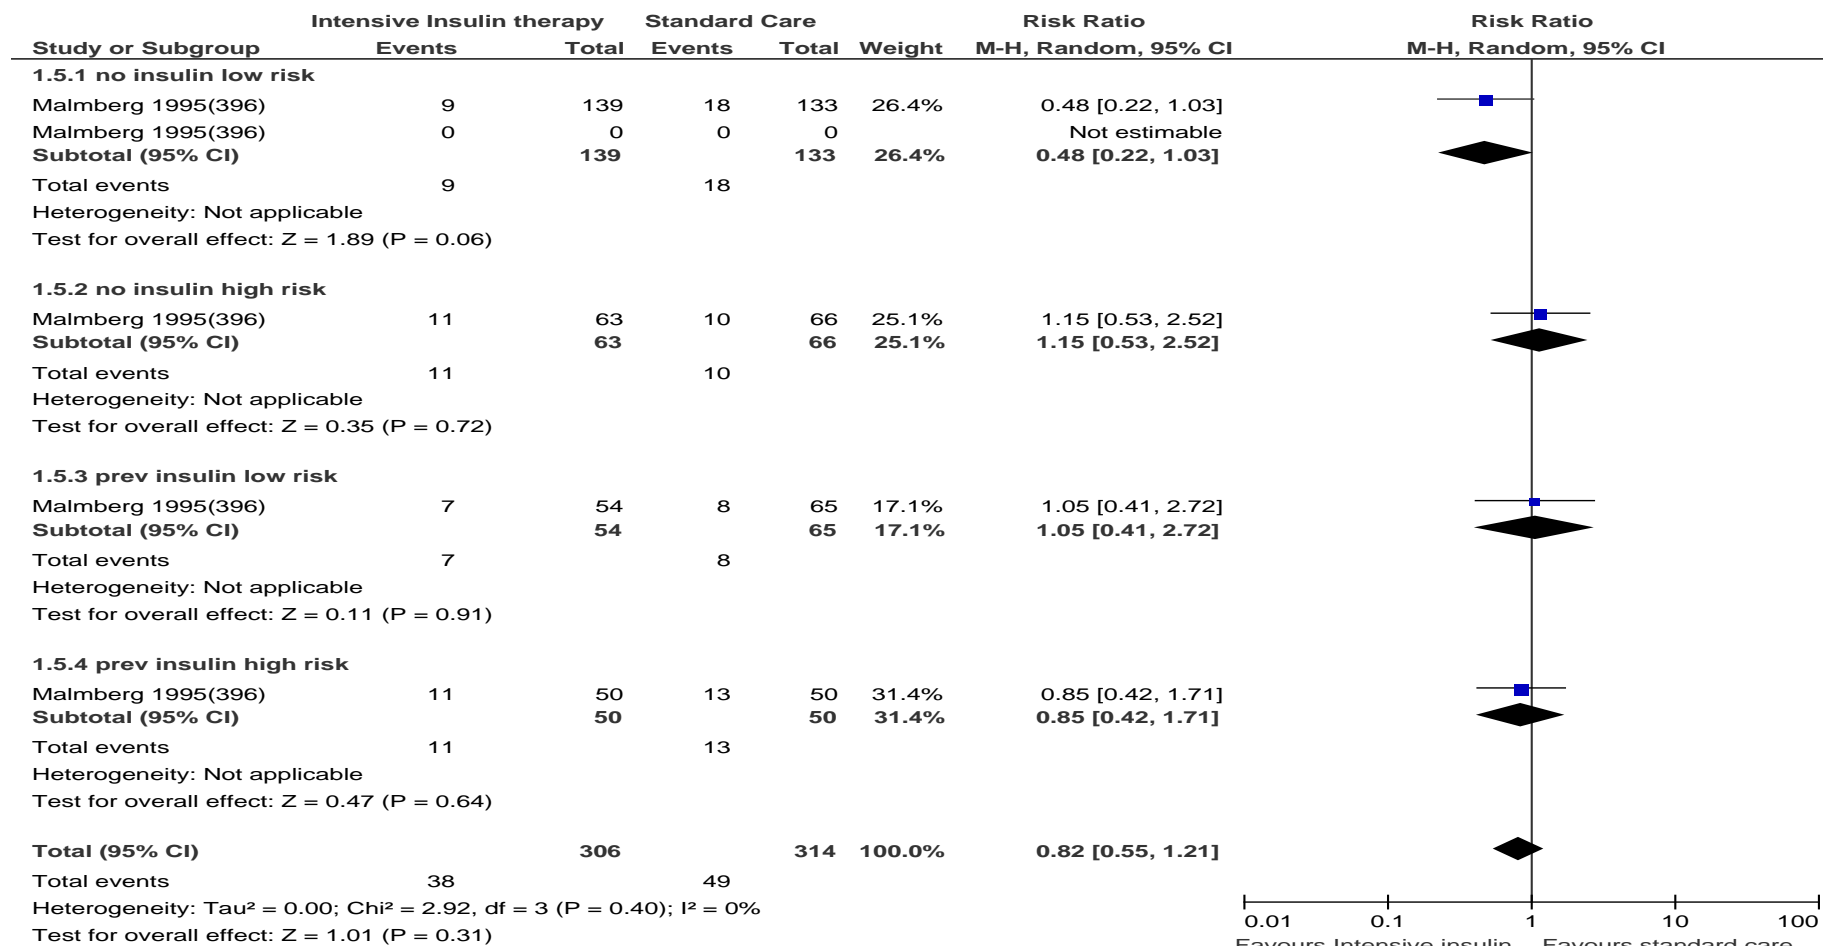 Intensive Insulin therapy Standard Care Risk Ratio Risk Ratio
Study or Subgroup Events Total Events Total Weight M-H, Random, 95% CI M-H, Random, 95% CI
1.5.1 no insulin low risk
Malmberg 1995(396) 9 139 18 133 26.4% 0.48 [0.22, 1.03]
Malmberg 1995(396) 0 0 0 0 Not estimable
Subtotal (95% CI) 139 133 26.4% 0.48 [0.22, 1.03]
Total events 9 18
Heterogeneity: Not applicable
Test for overall effect: Z = 1.89 (P = 0.06)
1.5.2 no insulin high risk
Malmberg 1995(396) 11 63 10 66 25.1% 1.15 [0.53, 2.52]
Subtotal (95% CI) 63 66 25.1% 1.15 [0.53, 2.52]
Total events 11 10
Heterogeneity: Not applicable
Test for overall effect: Z = 0.35 (P = 0.72)
1.5.3 prev insulin low risk
Malmberg 1995(396) 7 54 8 65 17.1% 1.05 [0.41, 2.72]
Subtotal (95% CI) 54 65 17.1% 1.05 [0.41, 2.72]
Total events 7 8
Heterogeneity: Not applicable
Test for overall effect: Z = 0.11 (P = 0.91)
1.5.4 prev insulin high risk
Malmberg 1995(396) 11 50 13 50 31.4% 0.85 [0.42, 1.71]
Subtotal (95% CI) 50 50 31.4% 0.85 [0.42, 1.71]
Total events 11 13
Heterogeneity: Not applicable
Test for overall effect: Z = 0.47 (P = 0.64)
Total (95% CI) 306 314 100.0% 0.82 [0.55, 1.21]
Total events 38 49
Heterogeneity: Tau² = 0.00; Chi² = 2.92, df = 3 (P = 0.40); I² = 0%
Test for overall effect: Z = 1.01 (P = 0.31)
0.01 0.1 1 10 100
Favours Intensive insulin Favours standard care